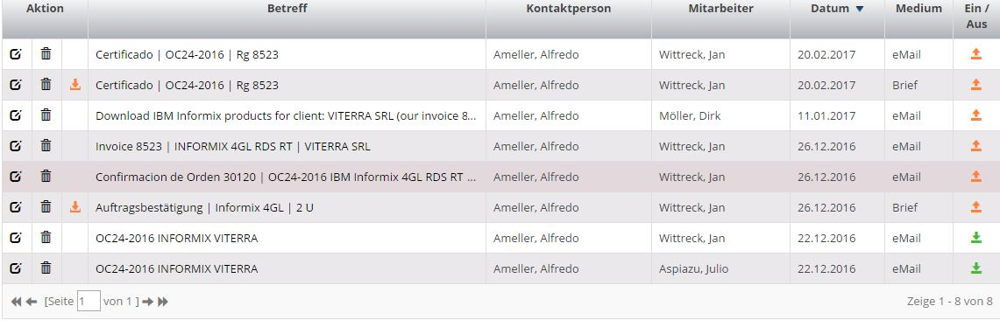 Aktion Betreff Kontaktperson Mitarbeiter Datum Medium Ein /
Aus
Certificado | OC24-2016 | Rg 8523 Ameller, Alfredo Wittreck, Jan 20.02.2017 eMail
Certificado | OC24-2016 | Rg 8523 Ameller, Alfredo Wittreck, Jan 20.02.2017 Brief
Download IBM Informix products for client: VITERRA SRL (our invoice 8... Ameller, Alfredo Möller, Dirk 11.01.2017 eMail
Invoice 8523 | INFORMIX 4GL RDS RT | VITERRA SRL Ameller, Alfredo Wittreck, Jan 26.12.2016 eMail
Confirmacion de Orden 30120 | OC24-2016 IBM Informix 4GL RDS RT ... Ameller, Alfredo Wittreck, Jan 26.12.2016 eMail
Auftragsbestätigung | Informix 4GL | 2 U Ameller, Alfredo Wittreck, Jan 26.12.2016 Brief
OC24-2016 INFORMIX VITERRA Ameller, Alfredo Wittreck, Jan 22.12.2016 eMail
OC24-2016 INFORMIX VITERRA Ameller, Alfredo Aspiazu, Julio 22.12.2016 eMail
[Seite 1 von 1 ] Zeige 1 - 8 von 8